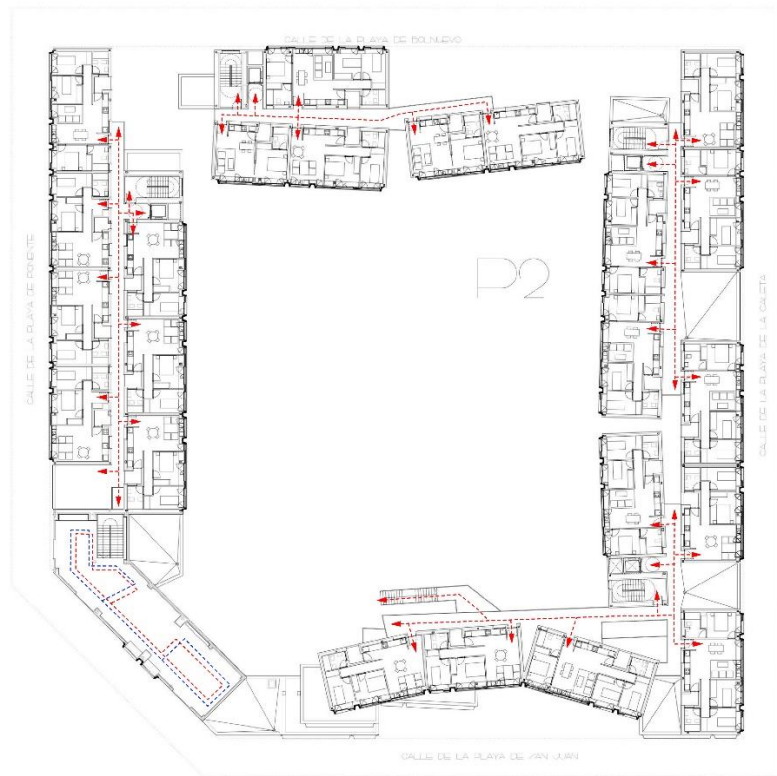 CALLE DE LA PLAYA DE BOLNUEVO
CALLE DE LA PLAYA DE PONIENTE
P2
CALLE DE LA PLAYA DE LA CALETA
CALLE DE LA PLAYA DE SAN JUAN